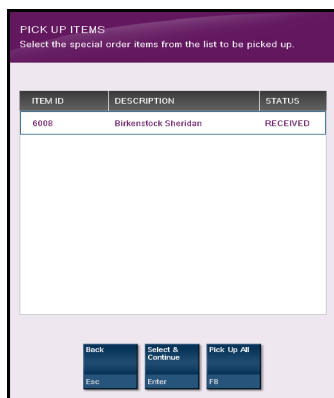 PICK UP ITEMS
Select the special order items from the list to be picked up.
ITEM ID DESCRIPTION STATUS
6008 Birkenstock Sheridan RECEIVED
Back Select & Pick Up All
Continue
Esc Enter F8